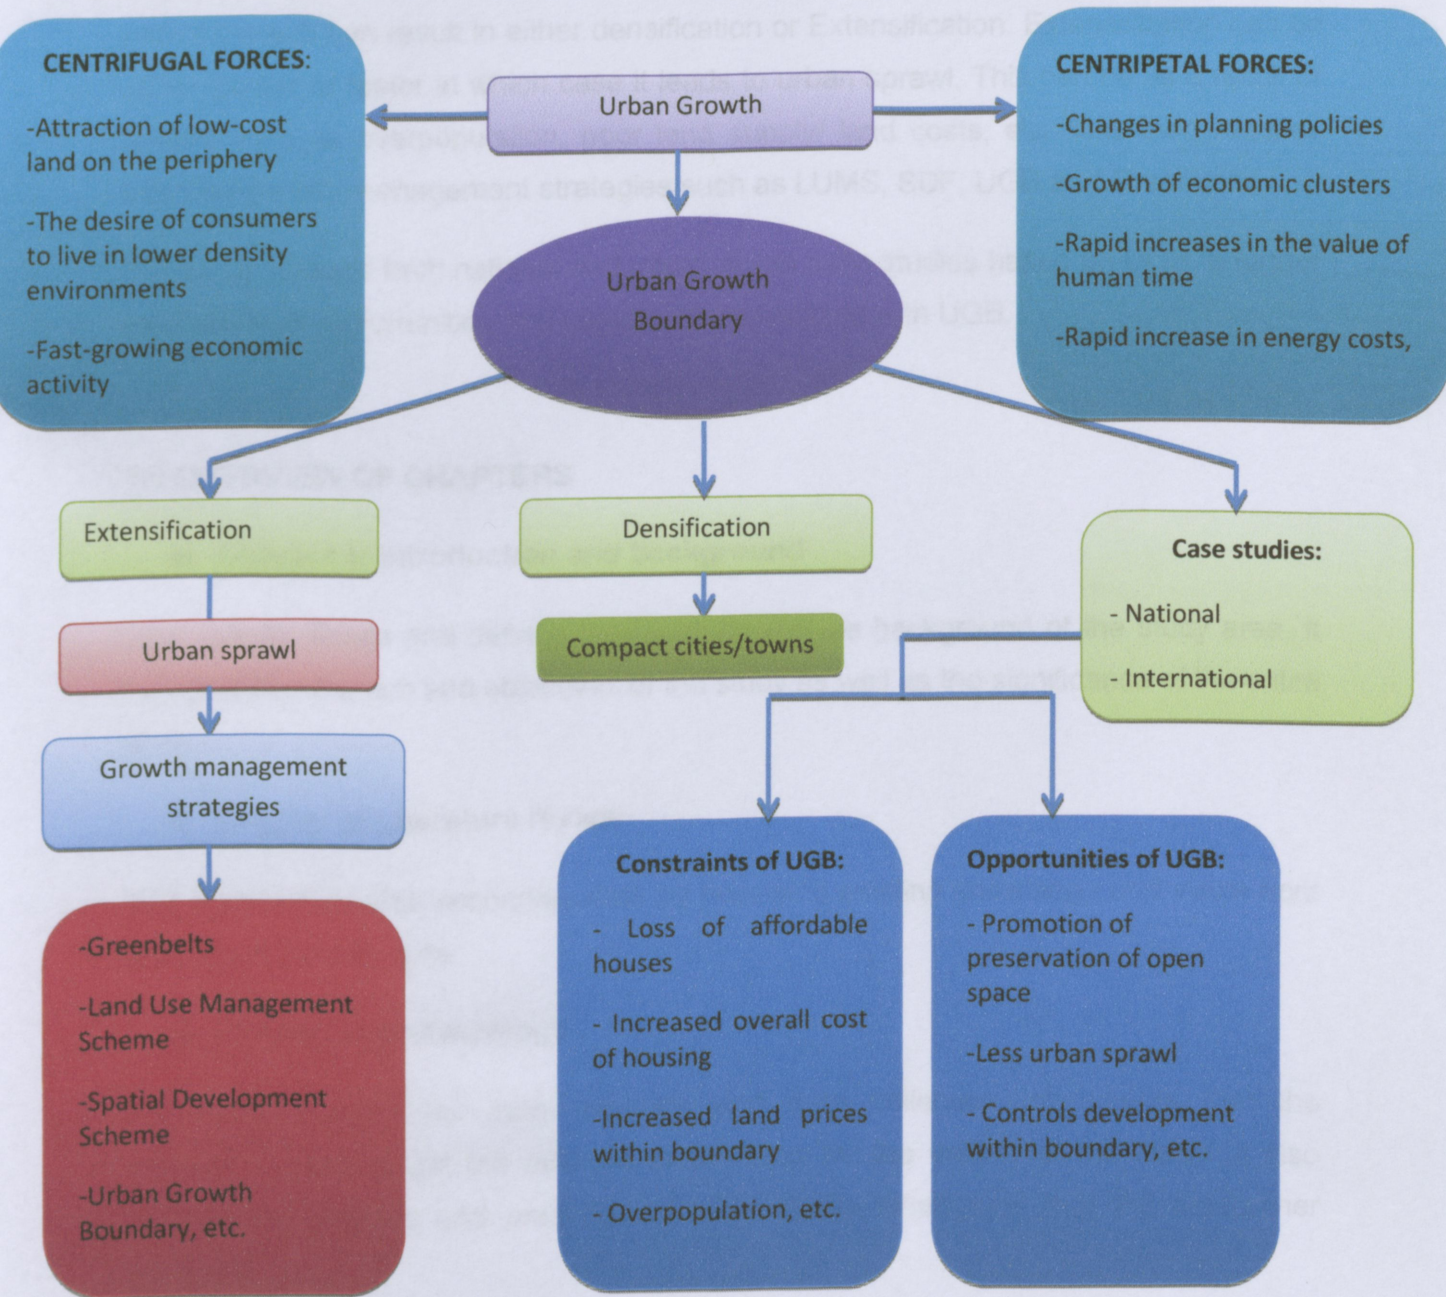 CENTRIFUGAL FORCES:
-Attraction of low-cost
land on the periphery
-The desire of consumers
to live in lower density
environments
-Fast-growing economic
activity
Urban Growth
CENTRIPETAL FORCES:
-Changes in planning policies
-Growth of economic clusters
-Rapid increases in the value of
human time
-Rapid increase in energy costs,
Urban Growth
Boundary
Extensification
Densification
Case studies:
- National
- International
Urban sprawl
Compact cities/towns
Growth management
strategies
-Greenbelts
-Land Use Management
Scheme
-Spatial Development
Scheme
-Urban Growth
Boundary, etc.
Constraints of UGB:
- Loss of affordable
houses
- Increased overall cost
of housing
-Increased land prices
within boundary
- Overpopulation, etc.
Opportunities of UGB:
- Promotion of
preservation of open
space
-Less urban sprawl
- Controls development
within boundary, etc.